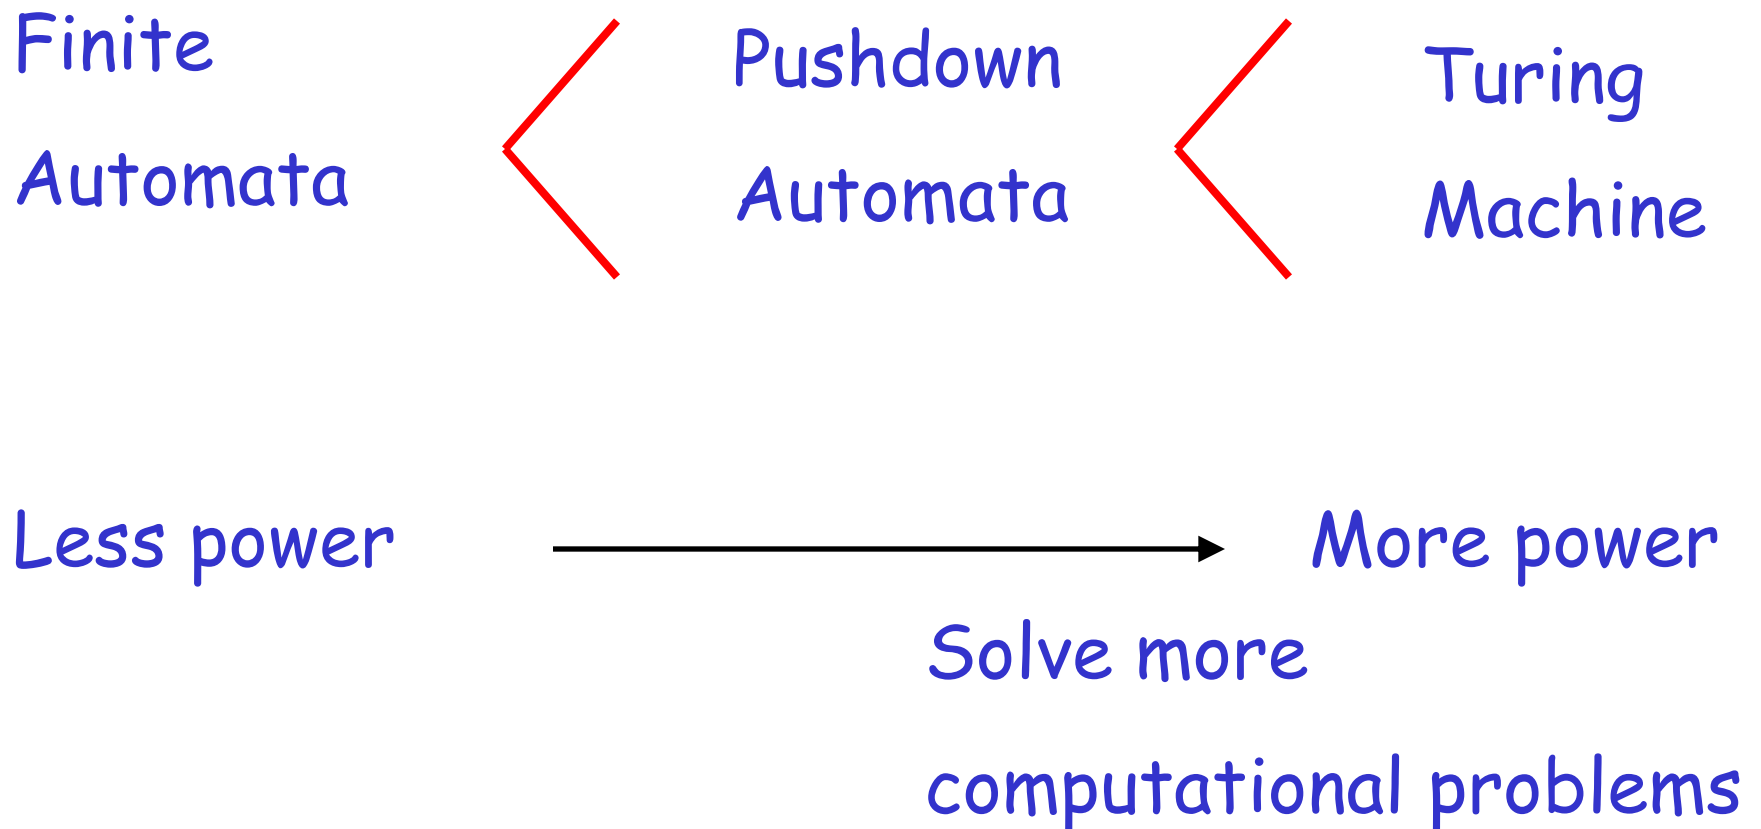 Finite
Automata
Pushdown
Automata
Turing
Machine
Less power
More power
Solve more
computational problems